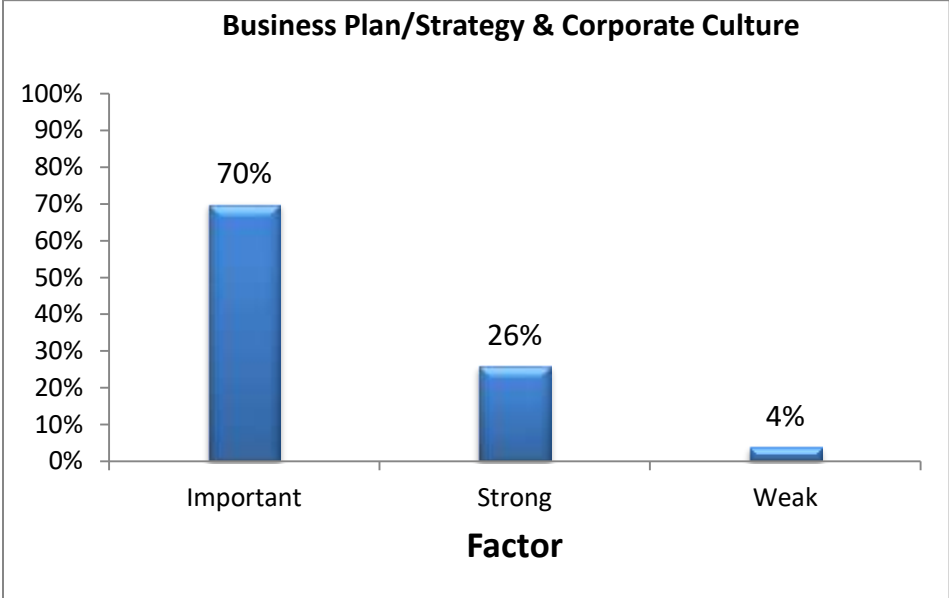 Business Plan/Strategy & Corporate Culture
100%
90%
80%
70%
60%
50%
40%
30%
20%
10%
0%
70%
26%
4%
Important
Strong
Weak
Factor